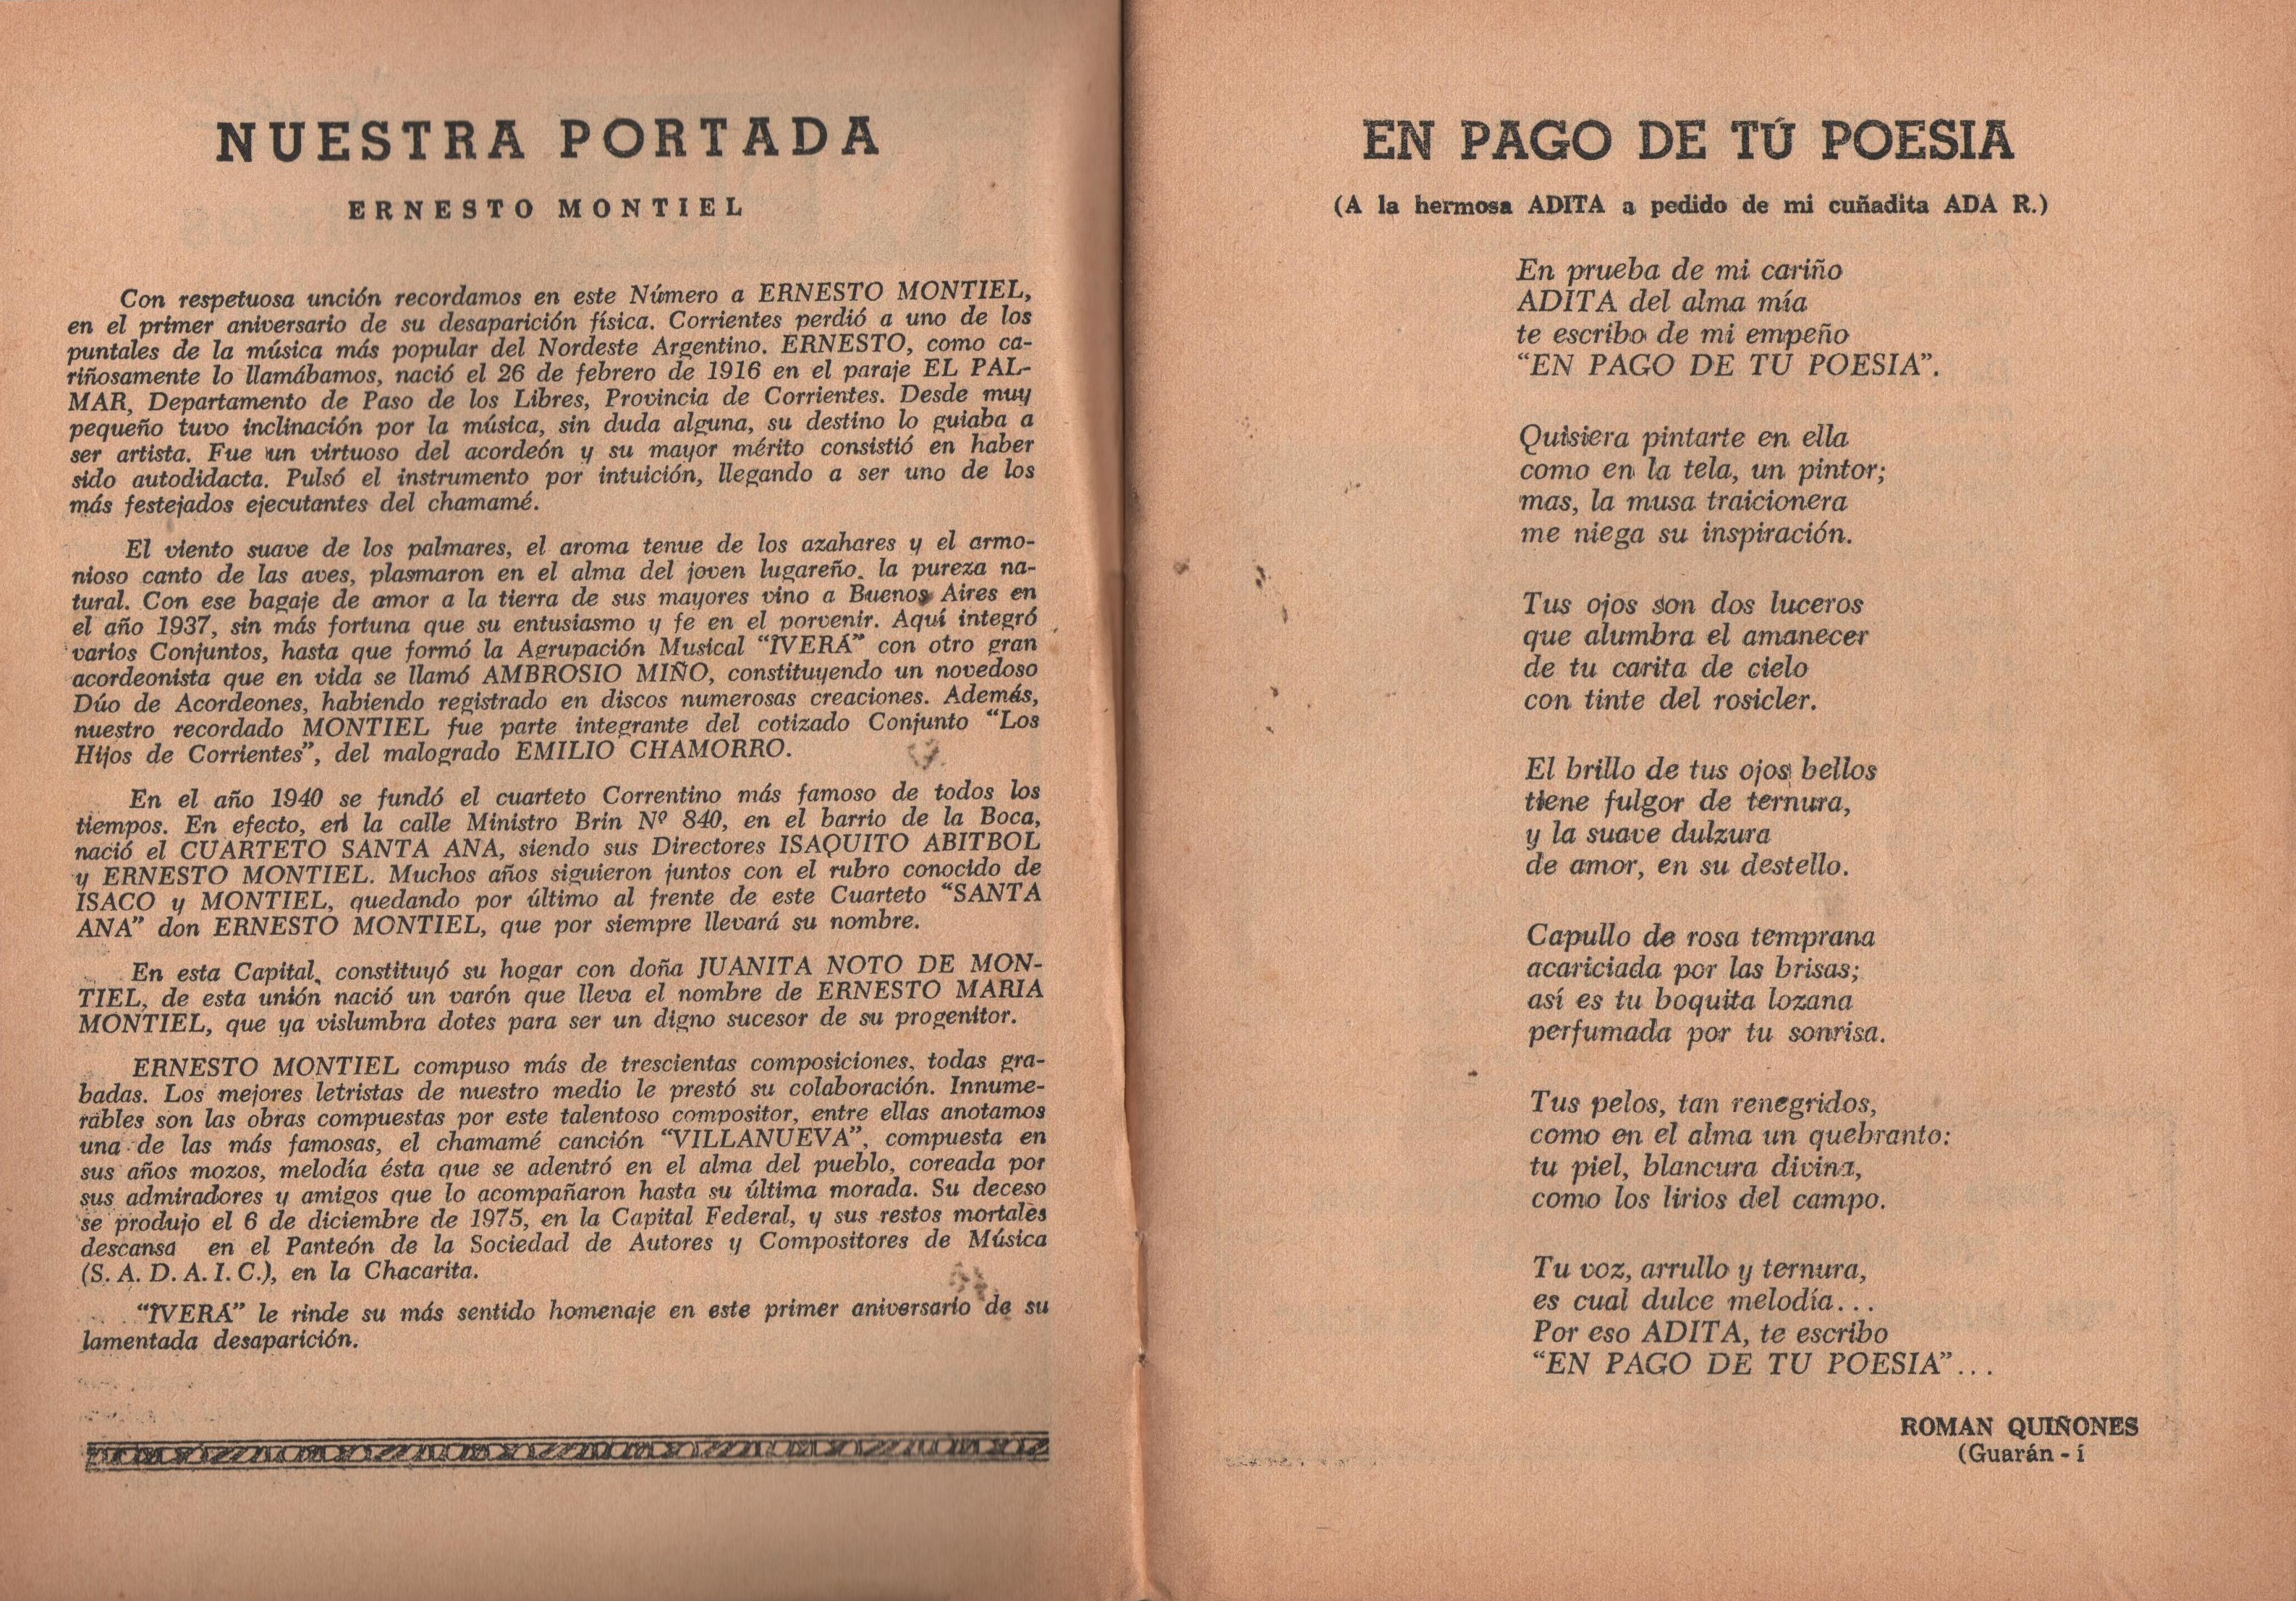 NUESTRA PORTADA
ERNESTO MONTIEL
Con respetuosa unción recordamos en este Número a ERNESTO MONTIEL,
en el primer aniversario de su desaparición física. Corrientes perdió a uno de los
puntales de la música más popular del Nordeste Argentino. ERNESTO, como ca-
riñosamente lo llamábamos, nació el 26 de febrero de 1916 en el paraje EL PAL-
MAR, Departamento de Paso de los Libres, Provincia de Corrientes. Desde muy
pequeño tuvo inclinación por la música, sin duda alguna, su destino lo guiaba a
ser artista. Fue un virtuoso del acordeón y su mayor mérito consistió en haber
sido autodidacta. Pulsó el instrumento por intuición, llegando a ser uno de los
más festejados ejecutantes del chamamé.
El viento suave de los palmares, el aroma tenue de los azahares y el armo-
nioso canto de las aves, plasmaron en el alma del joven lugareño, la pureza na-
tural. Con ese bagaje de amor a la tierra de sus mayores vino a Buenos Aires en
el año 1937, sin más fortuna que su entusiasmo y fe en el porvenir. Aquí integró
varios Conjuntos, hasta que formó la Agrupación Musical “ÎVERÁ” con otro gran
acordeonista que en vida se llamó AMBROSIO MIÑO, constituyendo un novedoso
Dúo de Acordeones, habiendo registrado en discos numerosas creaciones. Además,
nuestro recordado MONTIEL fue parte integrante del cotizado Conjunto “Los
Hijos de Corrientes”, del malogrado EMILIO CHAMORRO.
En el año 1940 se fundó el cuarteto Correntino más famoso de todos los
tiempos. En efecto, en la calle Ministro Brin Nº 840, en el barrio de la Boca,
nació el CUARTETO SANTA ANA, siendo sus Directores ISAQUITO ABITBOL
y ERNESTO MONTIEL. Muchos años siguieron juntos con el rubro conocido de
ISACO y MONTIEL, quedando por último al frente de este Cuarteto “SANTA
ANA” don ERNESTO MONTIEL, que por siempre llevará su nombre.
En esta Capital, constituyó su hogar con doña JUANITA NOTO DE MON-
TIEL, de esta unión nació un varón que lleva el nombre de ERNESTO MARIA
MONTIEL, que ya vislumbra dotes para ser un digno sucesor de su progenitor.
ERNESTO MONTIEL compuso más de trescientas composiciones, todas gra-
badas. Los mejores letristas de nuestro medio le prestó su colaboración. Innume-
rables son las obras compuestas por este talentoso compositor, entre ellas anotamos
una de las más famosas, el chamamé canción “VILLANUEVA”, compuesta en
sus años mozos, melodía ésta que se adentró en el alma del pueblo, coreada por
sus admiradores y amigos que lo acompañaron hasta su última morada. Su deceso
se produjo el 6 de diciembre de 1975, en la Capital Federal, y sus restos mortales
descansa en el Panteón de la Sociedad de Autores y Compositores de Música
(S. A. D. A. I. C.), en la Chacarita.
“ÎVERÁ” le rinde su más sentido homenaje en este primer aniversario de su
lamentada desaparición.
EN PAGO DE TÚ POESIA
(A la hermosa ADITA a pedido de mi cuñadita ADA R.)
En prueba de mi cariño
ADITA del alma mía
te escribo de mi empeño
“EN PAGO DE TU POESIA”.
Quisiera pintarte en ella
como en la tela, un pintor;
mas, la musa traicionera
me niega su inspiración.
Tus ojos son dos luceros
que alumbra el amanecer
de tu carita de cielo
con tinte del rosicler.
El brillo de tus ojos bellos
tiene fulgor de ternura,
y la suave dulzura
de amor, en su destello.
Capullo de rosa temprana
acariciada por las brisas;
así es tu boquita lozana
perfumada por tu sonrisa.
Tus pelos, tan renegridos,
como en el alma un quebranto:
tu piel, blancura divina,
como los lirios del campo.
Tu voz, arrullo y ternura,
es cual dulce melodía...
Por eso ADITA, te escribo
“EN PAGO DE TU POESIA”...
ROMAN QUIÑONES
(Guarán - í